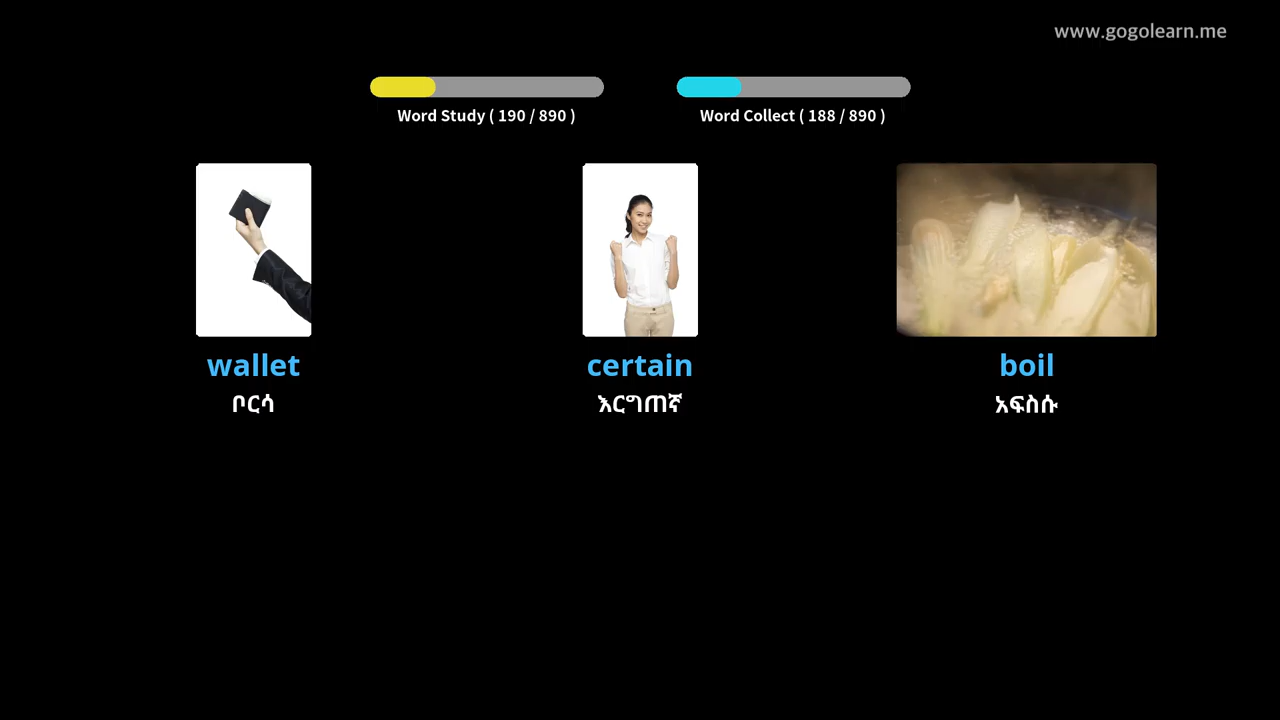 www.gogolearn.me
Word Study ( 190 / 890 )
Word Collect ( 188 / 890 )
wallet
ቦርሳ
certain
እርግጠኛ
boil
አፍስሱ